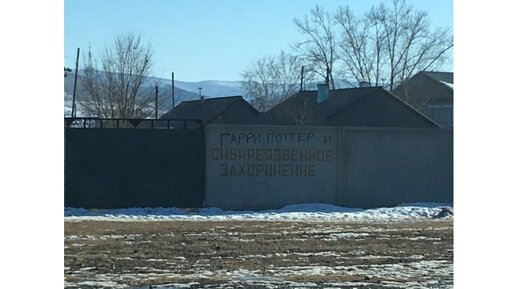 ГАРРИ ПОТТЕР И
СИБИРЕЯЗВЕННОЕ
ЗАХОРОНЕНИЕ